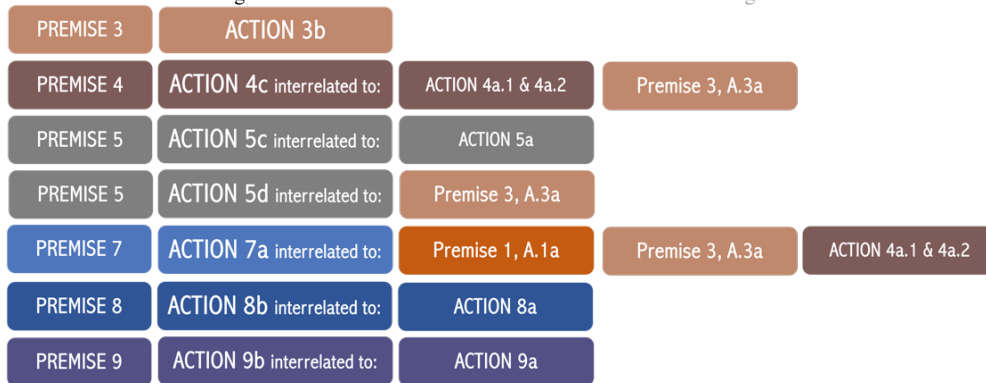 PREMISE 3 ACTION 3b
PREMISE 4 ACTION 4c interrelated to: ACTION 4a.1 & 4a.2 Premise 3, A.3a
PREMISE 5 ACTION 5c interrelated to: ACTION 5a
PREMISE 5 ACTION 5d interrelated to: Premise 3, A.3a
PREMISE 7 ACTION 7a interrelated to: Premise 1, A.1a Premise 3, A.3a ACTION 4a.1 & 4a.2
PREMISE 8 ACTION 8b interrelated to: ACTION 8a
PREMISE 9 ACTION 9b interrelated to: ACTION 9a